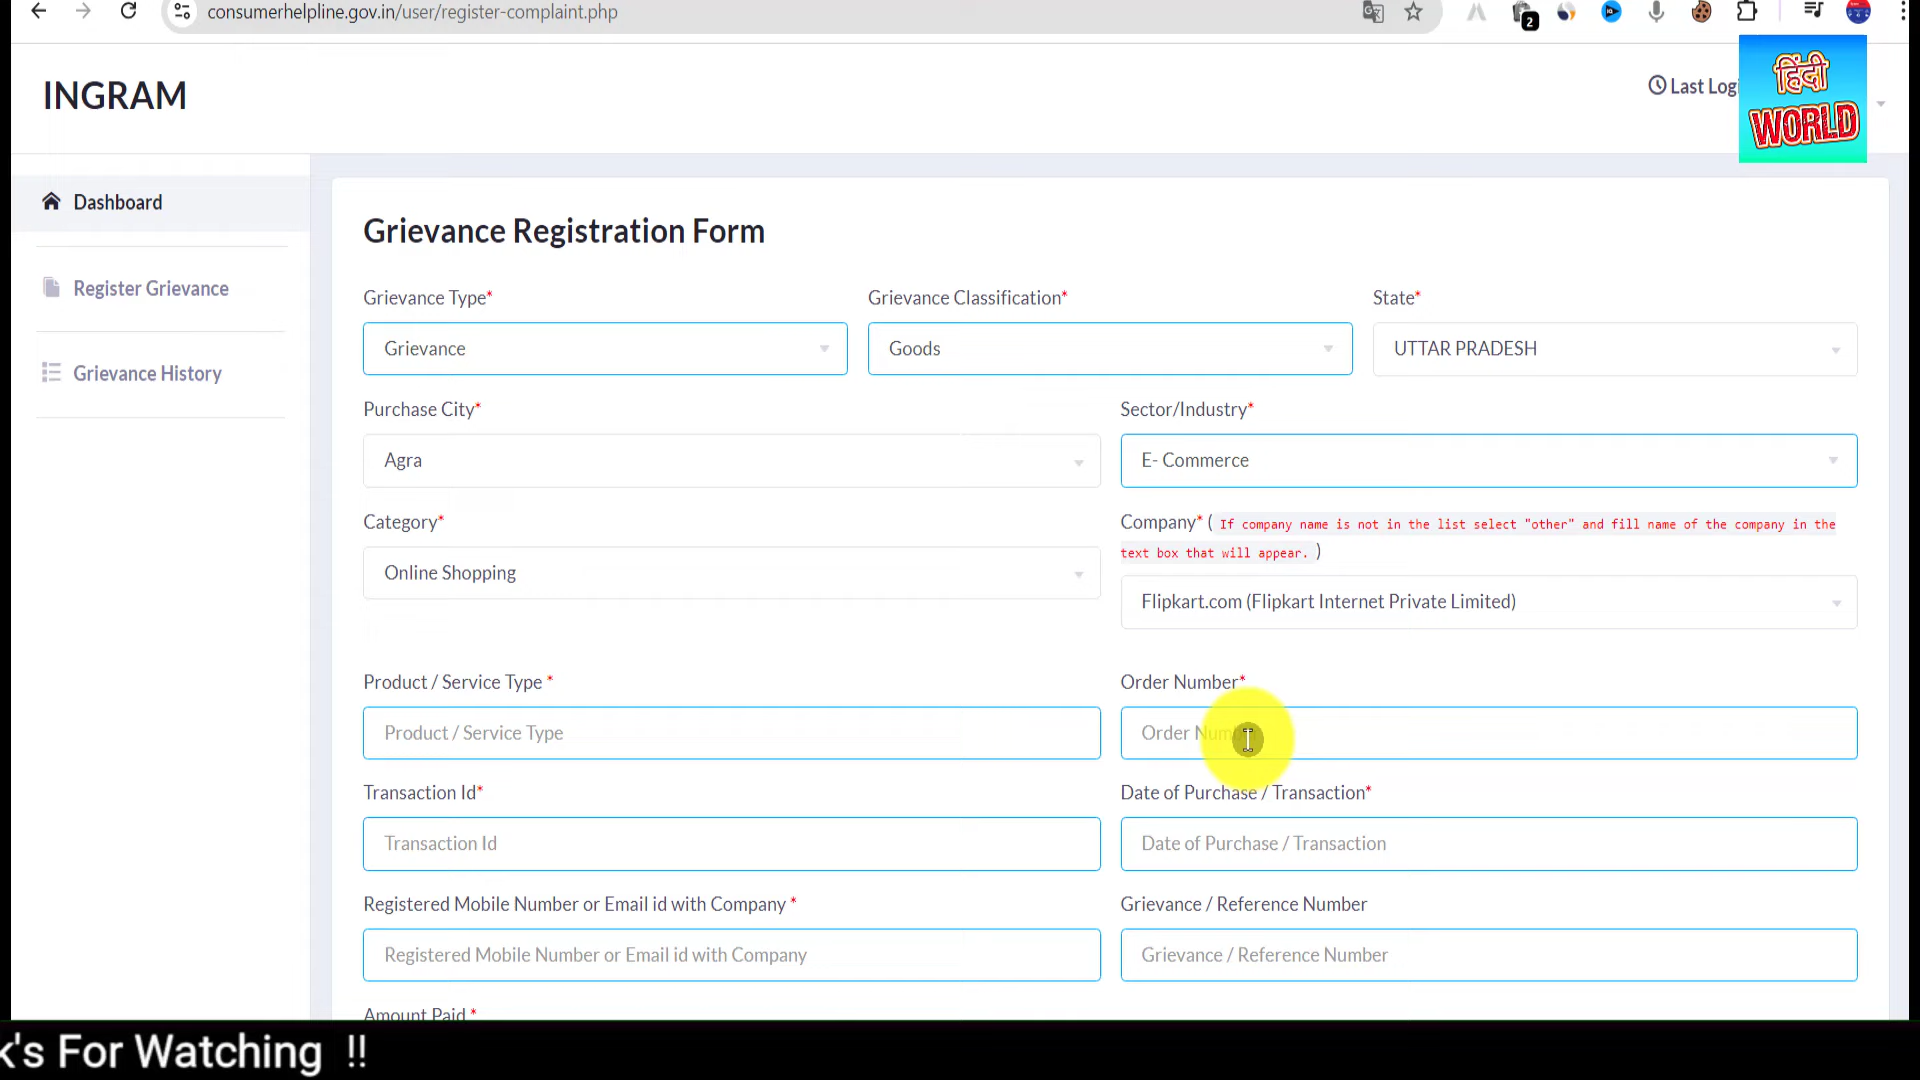 consumerhelpline.gov.in/user/register-complaint.php
2
INGRAM
Last Logi
हिंदी
WORLD
Dashboard
Register Grievance
Grievance History
Grievance Registration Form
Grievance Type* Grievance Classification* State*
Grievance Goods UTTAR PRADESH
Purchase City* Sector/Industry*
Agra E- Commerce
Category* Company* ( If company name is not in the list select "other" and fill name of the company in the
text box that will appear. )
Online Shopping
Flipkart.com (Flipkart Internet Private Limited)
Product / Service Type * Order Number*
Product / Service Type Order Number
Transaction Id* Date of Purchase / Transaction*
Transaction Id Date of Purchase / Transaction
Registered Mobile Number or Email id with Company * Grievance / Reference Number
Registered Mobile Number or Email id with Company Grievance / Reference Number
Amount Paid *
k's For Watching !!